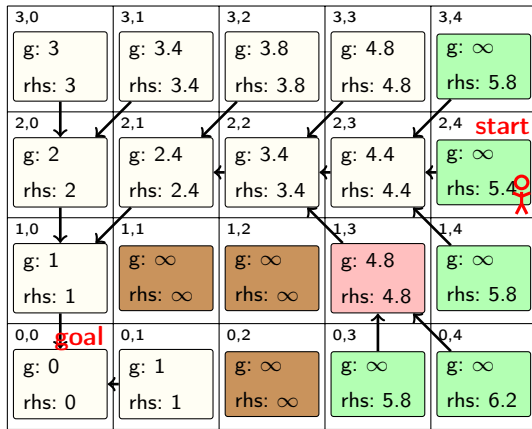 3,0 3,1 3,2 3,3 3,4
g: 3 g: 3.4 g: 3.8 g: 4.8 g: ∞
rhs: 3 rhs: 3.4 rhs: 3.8 rhs: 4.8 rhs: 5.8
2,0 2,1 2,2 2,3 2,4 start
g: 2 g: 2.4 g: 3.4 g: 4.4 g: ∞
rhs: 2 rhs: 2.4 rhs: 3.4 rhs: 4.4 rhs: 5.4
1,0 1,1 1,2 1,3 1,4
g: 1 g: ∞ g: ∞ g: 4.8 g: ∞
rhs: 1 rhs: ∞ rhs: ∞ rhs: 4.8 rhs: 5.8
0,0 goal 0,1 0,2 0,3 0,4
g: 0 g: 1 g: ∞ g: ∞ g: ∞
rhs: 0 rhs: 1 rhs: ∞ rhs: 5.8 rhs: 6.2